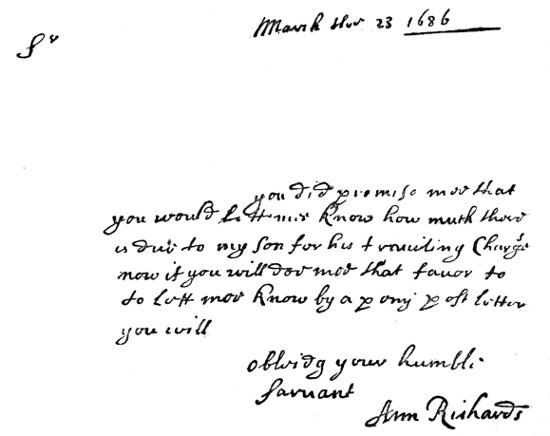 March the 23 1686
Sr
you did promise mee that
you would lett mee know how much there
is due to my son for his traviling Charge
now if you will doe mee that favor to
to lett mee know by a peny post letter
you will
obleidg your humble
sarvant
Ann Richards